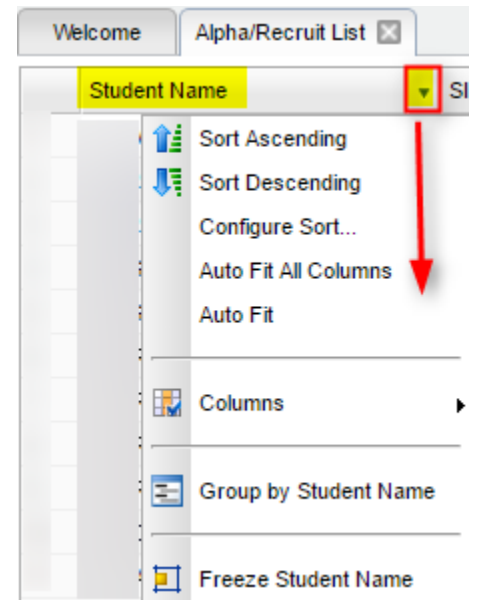 Welcome
Alpha/Recruit List
Student Name
Sort Ascending
Sort Descending
Configure Sort...
Auto Fit All Columns
Auto Fit
Columns
Group by Student Name
Freeze Student Name